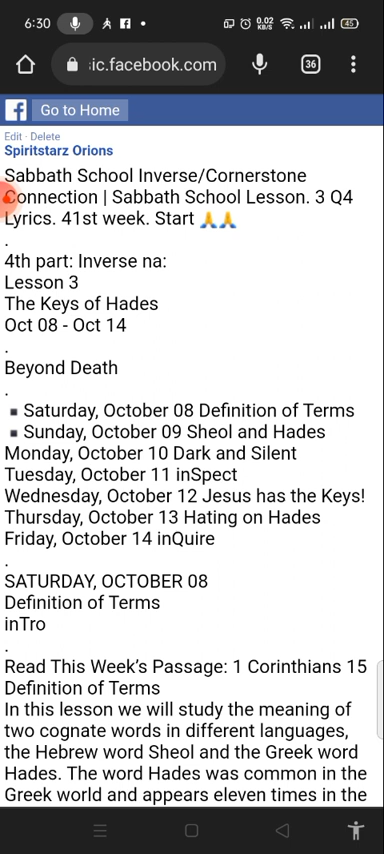 6:30
0.02 KB/S
45
sic.facebook.com
36
Go to Home
Edit · Delete
Spiritstarz Orions
Sabbath School Inverse/Cornerstone
Connection | Sabbath School Lesson. 3 Q4
Lyrics. 41st week. Start 🙏🙏
.
4th part: Inverse na:
Lesson 3
The Keys of Hades
Oct 08 - Oct 14
.
Beyond Death
.
▪️Saturday, October 08 Definition of Terms
▪️Sunday, October 09 Sheol and Hades
Monday, October 10 Dark and Silent
Tuesday, October 11 inSpect
Wednesday, October 12 Jesus has the Keys!
Thursday, October 13 Hating on Hades
Friday, October 14 inQuire
.
SATURDAY, OCTOBER 08
Definition of Terms
inTro
.
Read This Week’s Passage: 1 Corinthians 15
Definition of Terms
In this lesson we will study the meaning of
two cognate words in different languages,
the Hebrew word Sheol and the Greek word
Hades. The word Hades was common in the
Greek world and appears eleven times in the